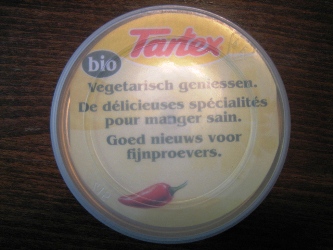 Tartex
bio
Vegetarisch geniessen.
De délicieuses spécialités
pour manger sain.
Goed nieuws voor
fijnproevers.